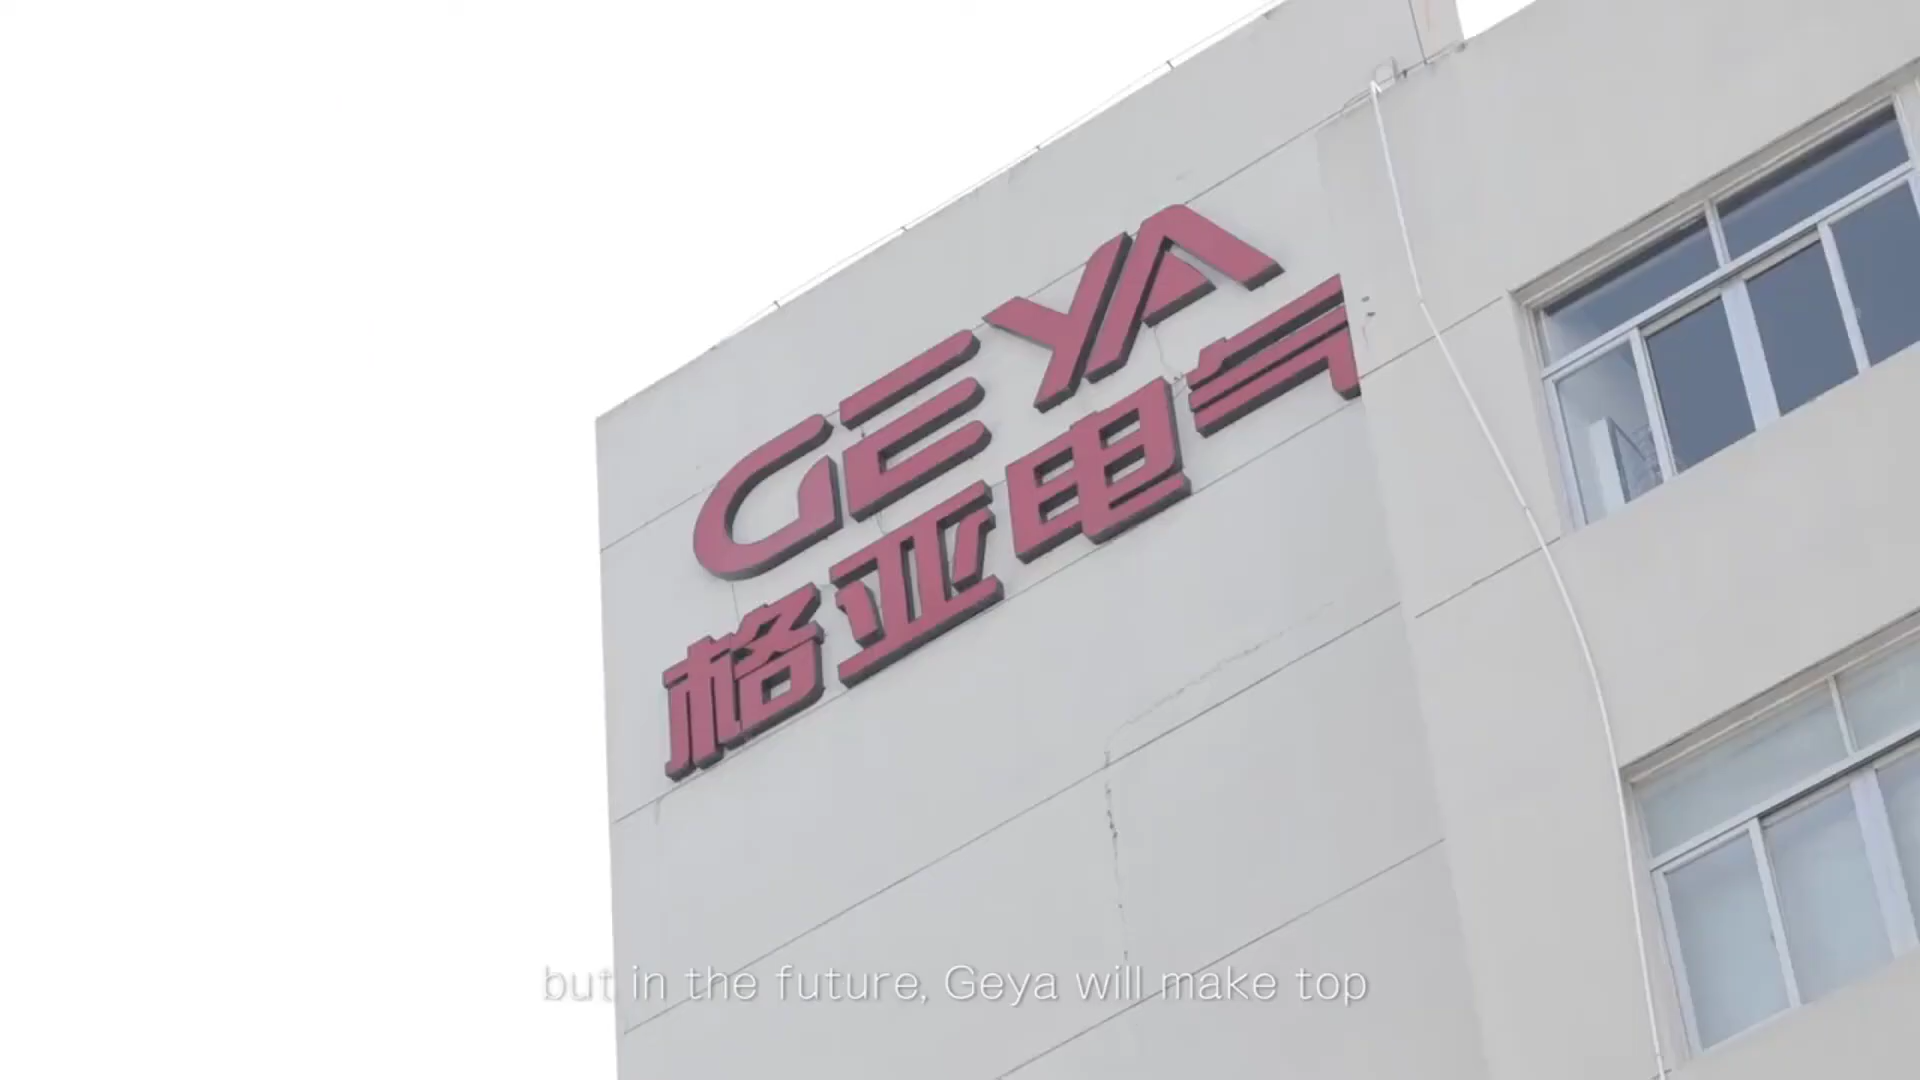 GEYA
格亚电气
but in the future, Geya will make top